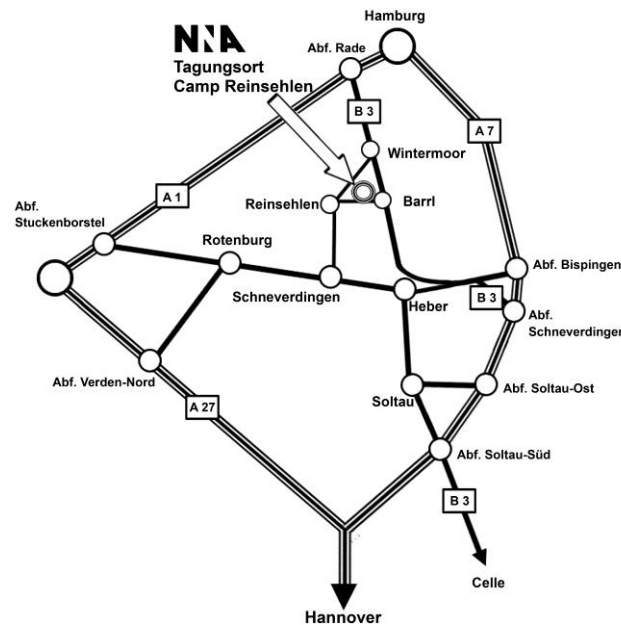 Hamburg
NNA
Abf. Rade
Tagungsort
Camp Reinsehlen
B 3
A 7
Wintermoor
A 1
Reinsehlen
Barrl
Abf.
Stuckenborstel
Rotenburg
Abf. Bispingen
Schneverdingen
Heber
B 3
Abf.
Schneverdingen
Abf. Verden-Nord
Soltau
Abf. Soltau-Ost
A 27
Abf. Soltau-Süd
B 3
Celle
Hannover